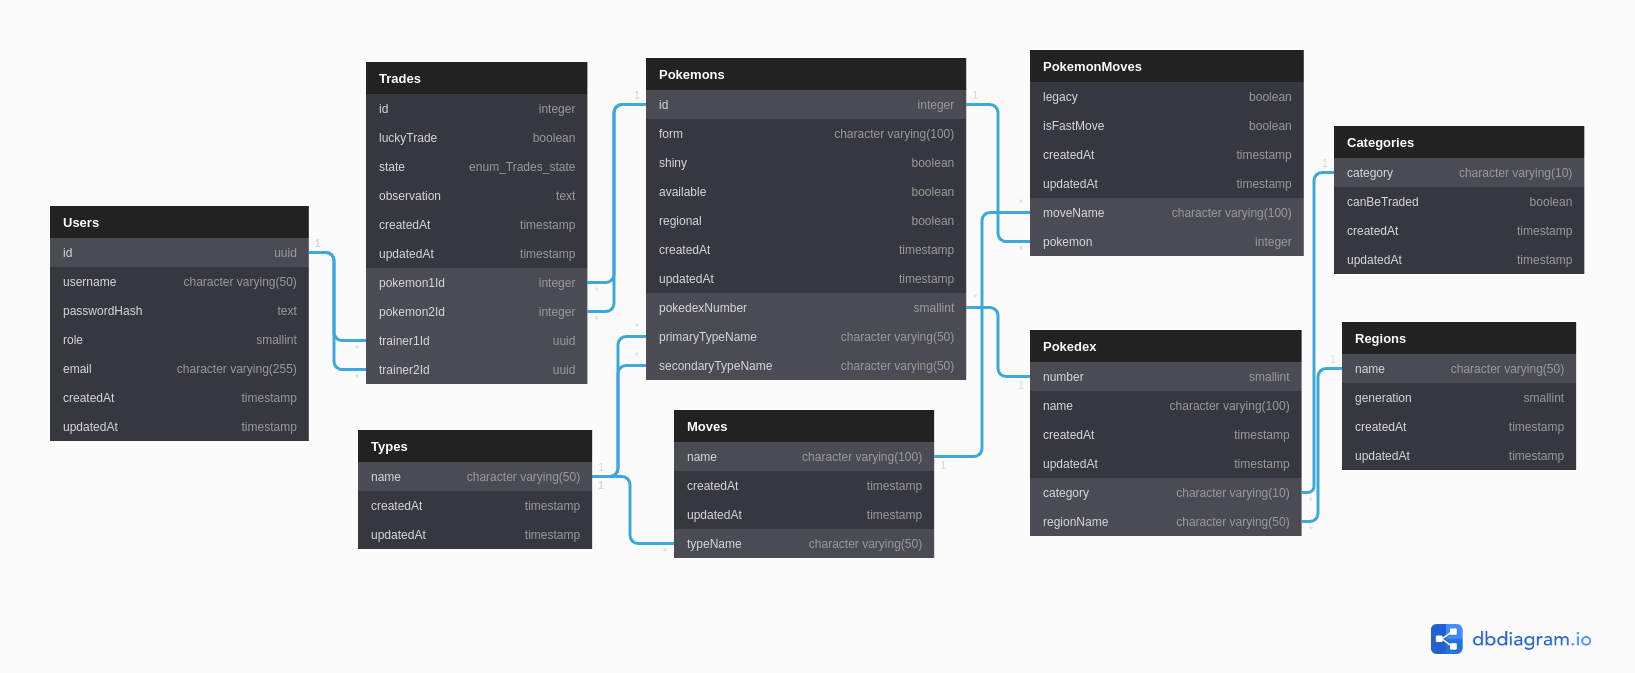 Users
id uuid
username character varying(50)
passwordHash text
role smallint
email character varying(255)
createdAt timestamp
updatedAt timestamp
Trades
id integer
luckyTrade boolean
state enum_Trades_state
observation text
createdAt timestamp
updatedAt timestamp
pokemon1Id integer
pokemon2Id integer
trainer1Id uuid
trainer2Id uuid
Types
name character varying(50)
createdAt timestamp
updatedAt timestamp
Pokemons
id integer
form character varying(100)
shiny boolean
available boolean
regional boolean
createdAt timestamp
updatedAt timestamp
pokedexNumber smallint
primaryTypeName character varying(50)
secondaryTypeName character varying(50)
Moves
name character varying(100)
createdAt timestamp
updatedAt timestamp
typeName character varying(50)
PokemonMoves
legacy boolean
isFastMove boolean
createdAt timestamp
updatedAt timestamp
moveName character varying(100)
pokemon integer
Pokedex
number smallint
name character varying(100)
createdAt timestamp
updatedAt timestamp
category character varying(10)
regionName character varying(50)
Categories
category character varying(10)
canBeTraded boolean
createdAt timestamp
updatedAt timestamp
Regions
name character varying(50)
generation smallint
createdAt timestamp
updatedAt timestamp
1
*
*
1
*
*
1
1
*
*
*
1
*
*
1
*
1
1
*
1
*
dbdiagram.io